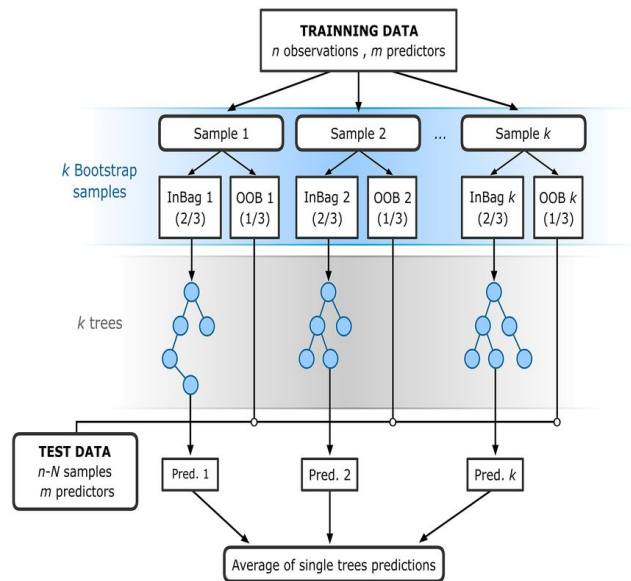 TRAINNING DATA
n observations , m predictors
Sample 1
Sample 2
...
Sample k
k Bootstrap
samples
InBag 1
(2/3)
OOB 1
(1/3)
InBag 2
(2/3)
OOB 2
(1/3)
InBag k
(2/3)
OOB k
(1/3)
k trees
TEST DATA
n-N samples
m predictors
Pred. 1
Pred. 2
Pred. k
Average of single trees predictions